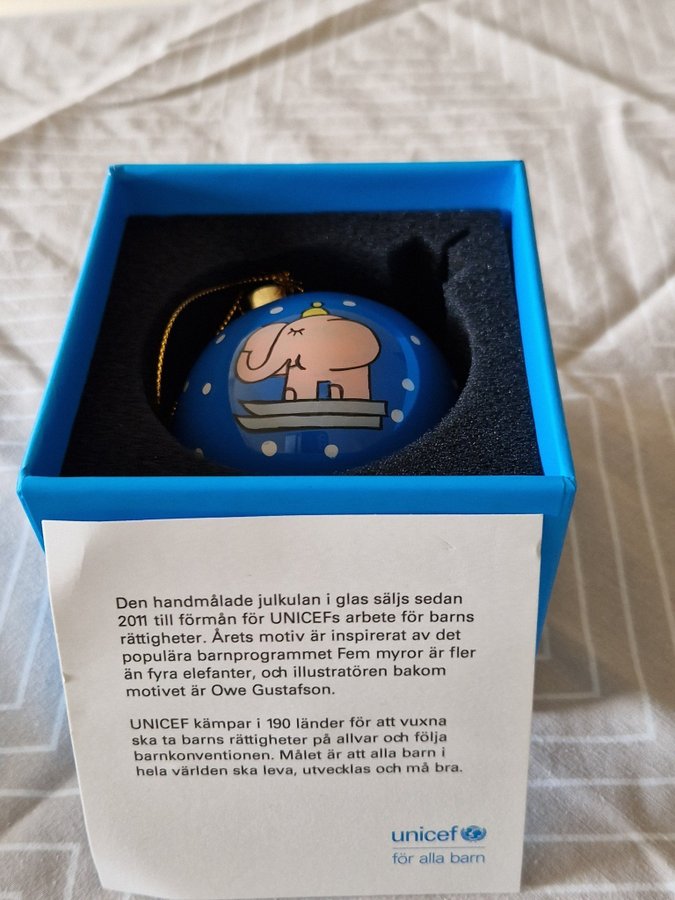 Den handmålade julkulan i glas säljs sedan
2011 till förmån för UNICEFs arbete för barns
rättigheter. Årets motiv är inspirerat av det
populära barnprogrammet Fem myror är fler
än fyra elefanter, och illustratören bakom
motivet är Owe Gustafson.
UNICEF kämpar i 190 länder för att vuxna
ska ta barns rättigheter på allvar och följa
barnkonventionen. Målet är att alla barn i
hela världen ska leva, utvecklas och må bra.
unicef
för alla barn